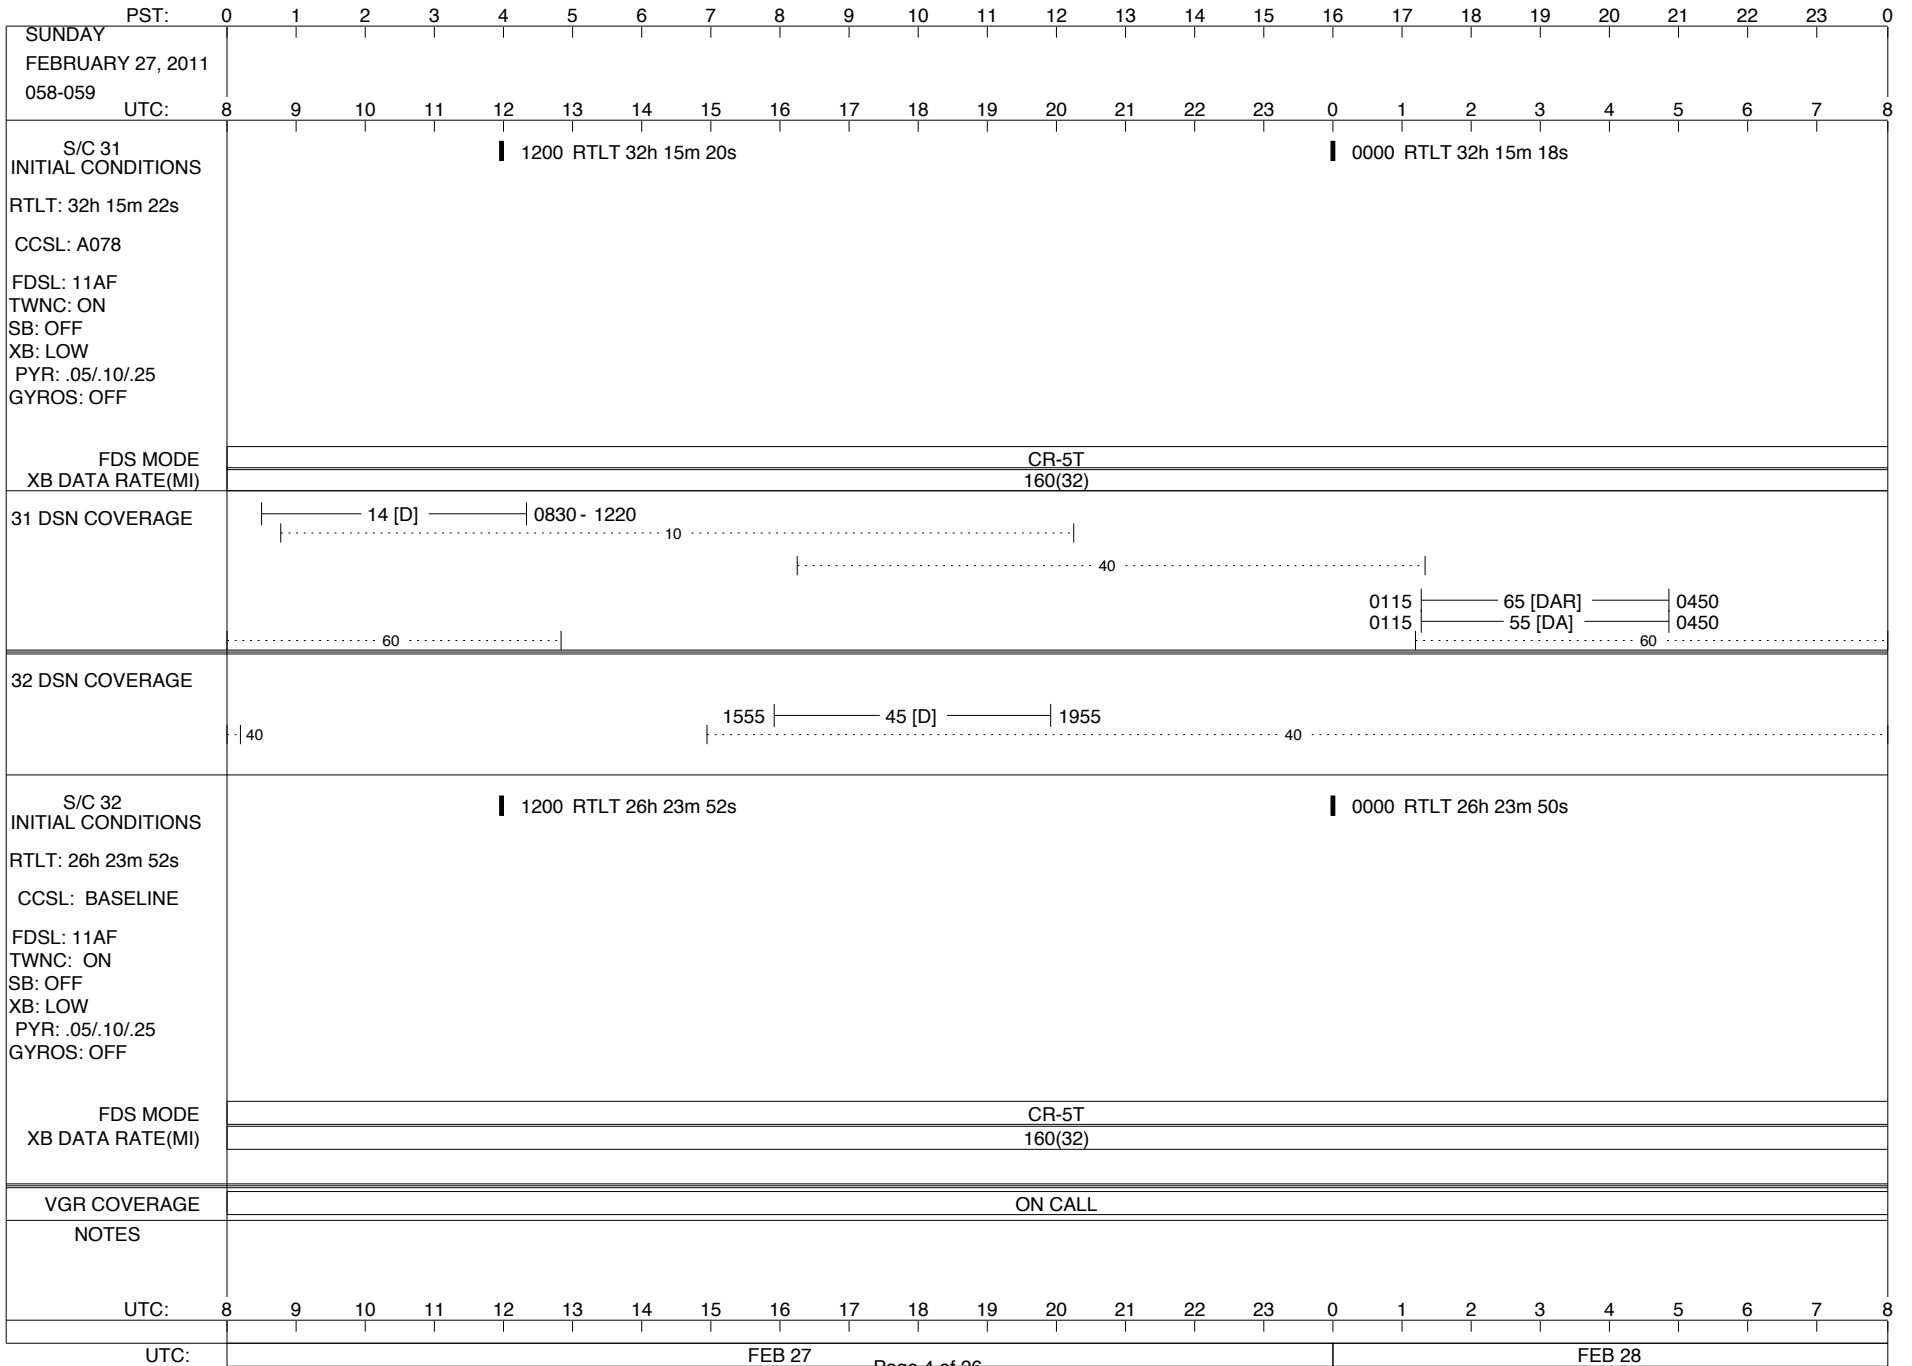 PST: 0 1 2 3 4 5 6 7 8 9 10 11 12 13 14 15 16 17 18 19 20 21 22 23 0
SUNDAY
FEBRUARY 27, 2011
058-059
UTC: 8 9 10 11 12 13 14 15 16 17 18 19 20 21 22 23 0 1 2 3 4 5 6 7 8
S/C 31
INITIAL CONDITIONS
1200 RTLT 32h 15m 20s
0000 RTLT 32h 15m 18s
RTLT: 32h 15m 22s
CCSL: A078
FDSL: 11AF
TWNC: ON
SB: OFF
XB: LOW
PYR: .05/.10/.25
GYROS: OFF
FDS MODE CR-5T
XB DATA RATE(MI) 160(32)
31 DSN COVERAGE
14 [D] 0830 - 1220
10
40
0115 65 [DAR] 0450
0115 55 [DA] 0450
60 60
32 DSN COVERAGE
1555 45 [D] 1955
40 40
S/C 32
INITIAL CONDITIONS
1200 RTLT 26h 23m 52s
0000 RTLT 26h 23m 50s
RTLT: 26h 23m 52s
CCSL: BASELINE
FDSL: 11AF
TWNC: ON
SB: OFF
XB: LOW
PYR: .05/.10/.25
GYROS: OFF
FDS MODE CR-5T
XB DATA RATE(MI) 160(32)
VGR COVERAGE ON CALL
NOTES
UTC: 8 9 10 11 12 13 14 15 16 17 18 19 20 21 22 23 0 1 2 3 4 5 6 7 8
UTC: FEB 27 FEB 28
Page 4 of 26